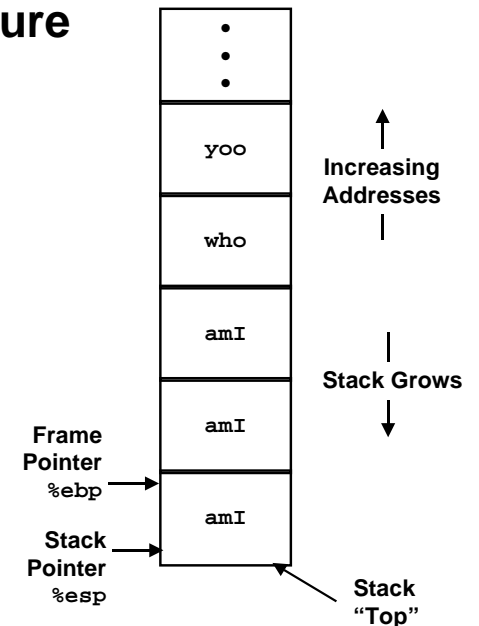 ure
•
•
•
yoo
who
amI
amI
amI
Increasing
Addresses
Stack Grows
Frame
Pointer
%ebp
Stack
Pointer
%esp
Stack
“Top”